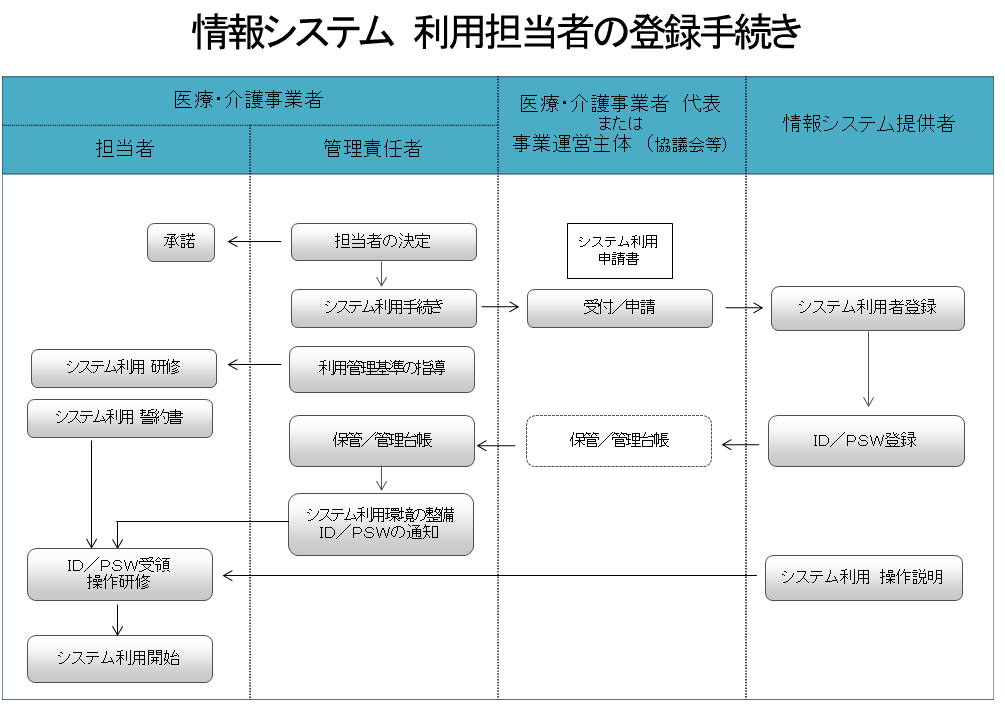 情報システム 利用担当者の登録手続き
医療・介護事業者
担当者
管理責任者
医療・介護事業者 代表
または
事業運営主体 （協議会等）
情報システム提供者
承諾
担当者の決定
システム利用
申請書
システム利用手続き
受付／申請
システム利用者登録
システム利用 研修
利用管理基準の指導
システム利用 誓約書
保管／管理台帳
保管／管理台帳
ID／PSW登録
システム利用環境の整備
ID／PSWの通知
ID／PSW受領
操作研修
システム利用 操作説明
システム利用開始